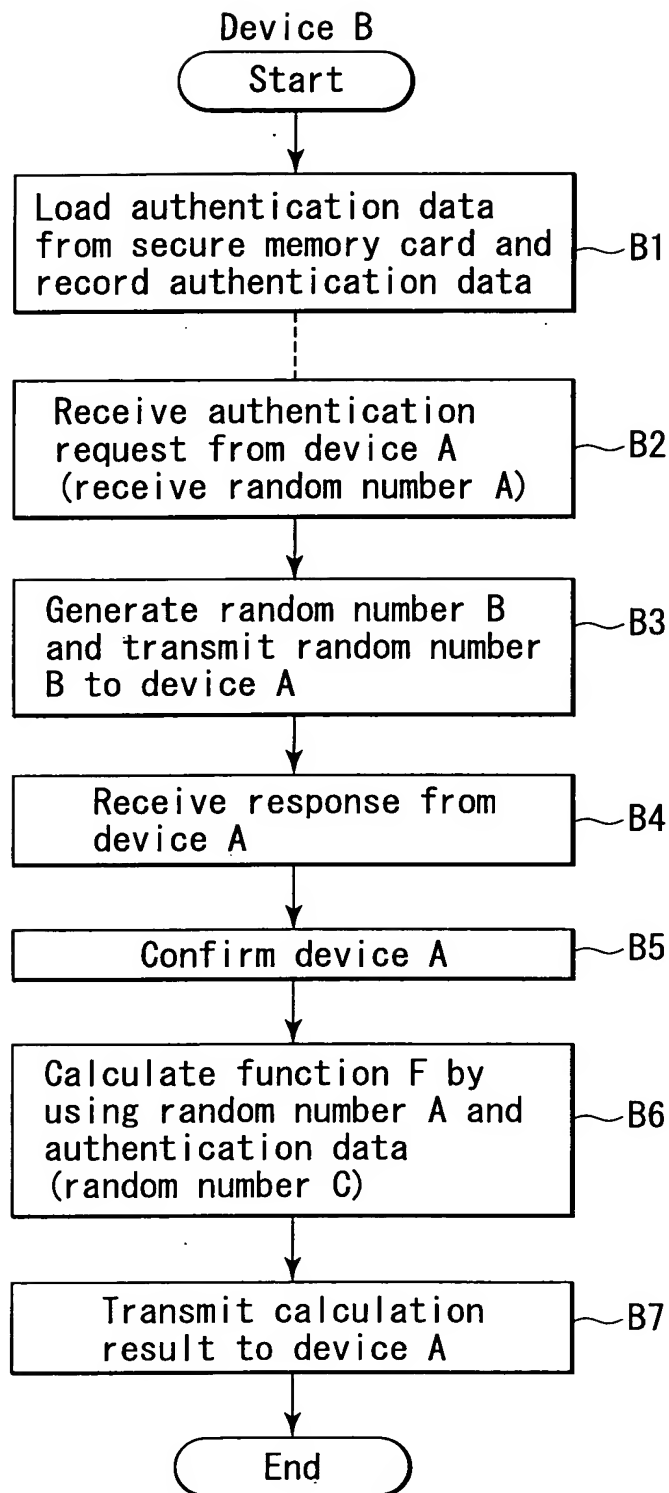 Device B
Start
Load authentication data
from secure memory card and
record authentication data
B1
Receive authentication
request from device A
(receive random number A)
B2
Generate random number B
and transmit random number
B to device A
B3
Receive response from
device A
B4
Confirm device A
B5
Calculate function F by
using random number A and
authentication data
(random number C)
B6
Transmit calculation
result to device A
B7
End